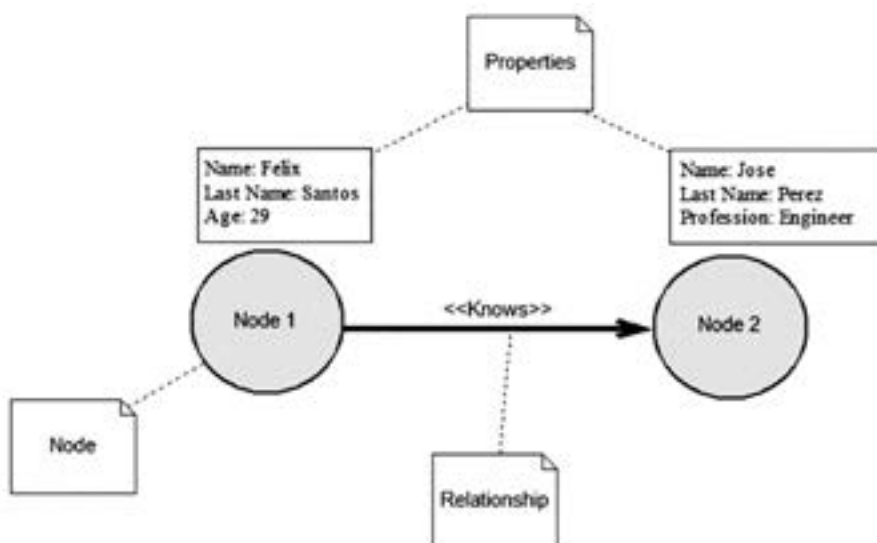 Properties
Name: Felix
Last Name: Santos
Age: 29
Name: Jose
Last Name: Perez
Profession: Engineer
Node 1
<<Knows>>
Node 2
Node
Relationship